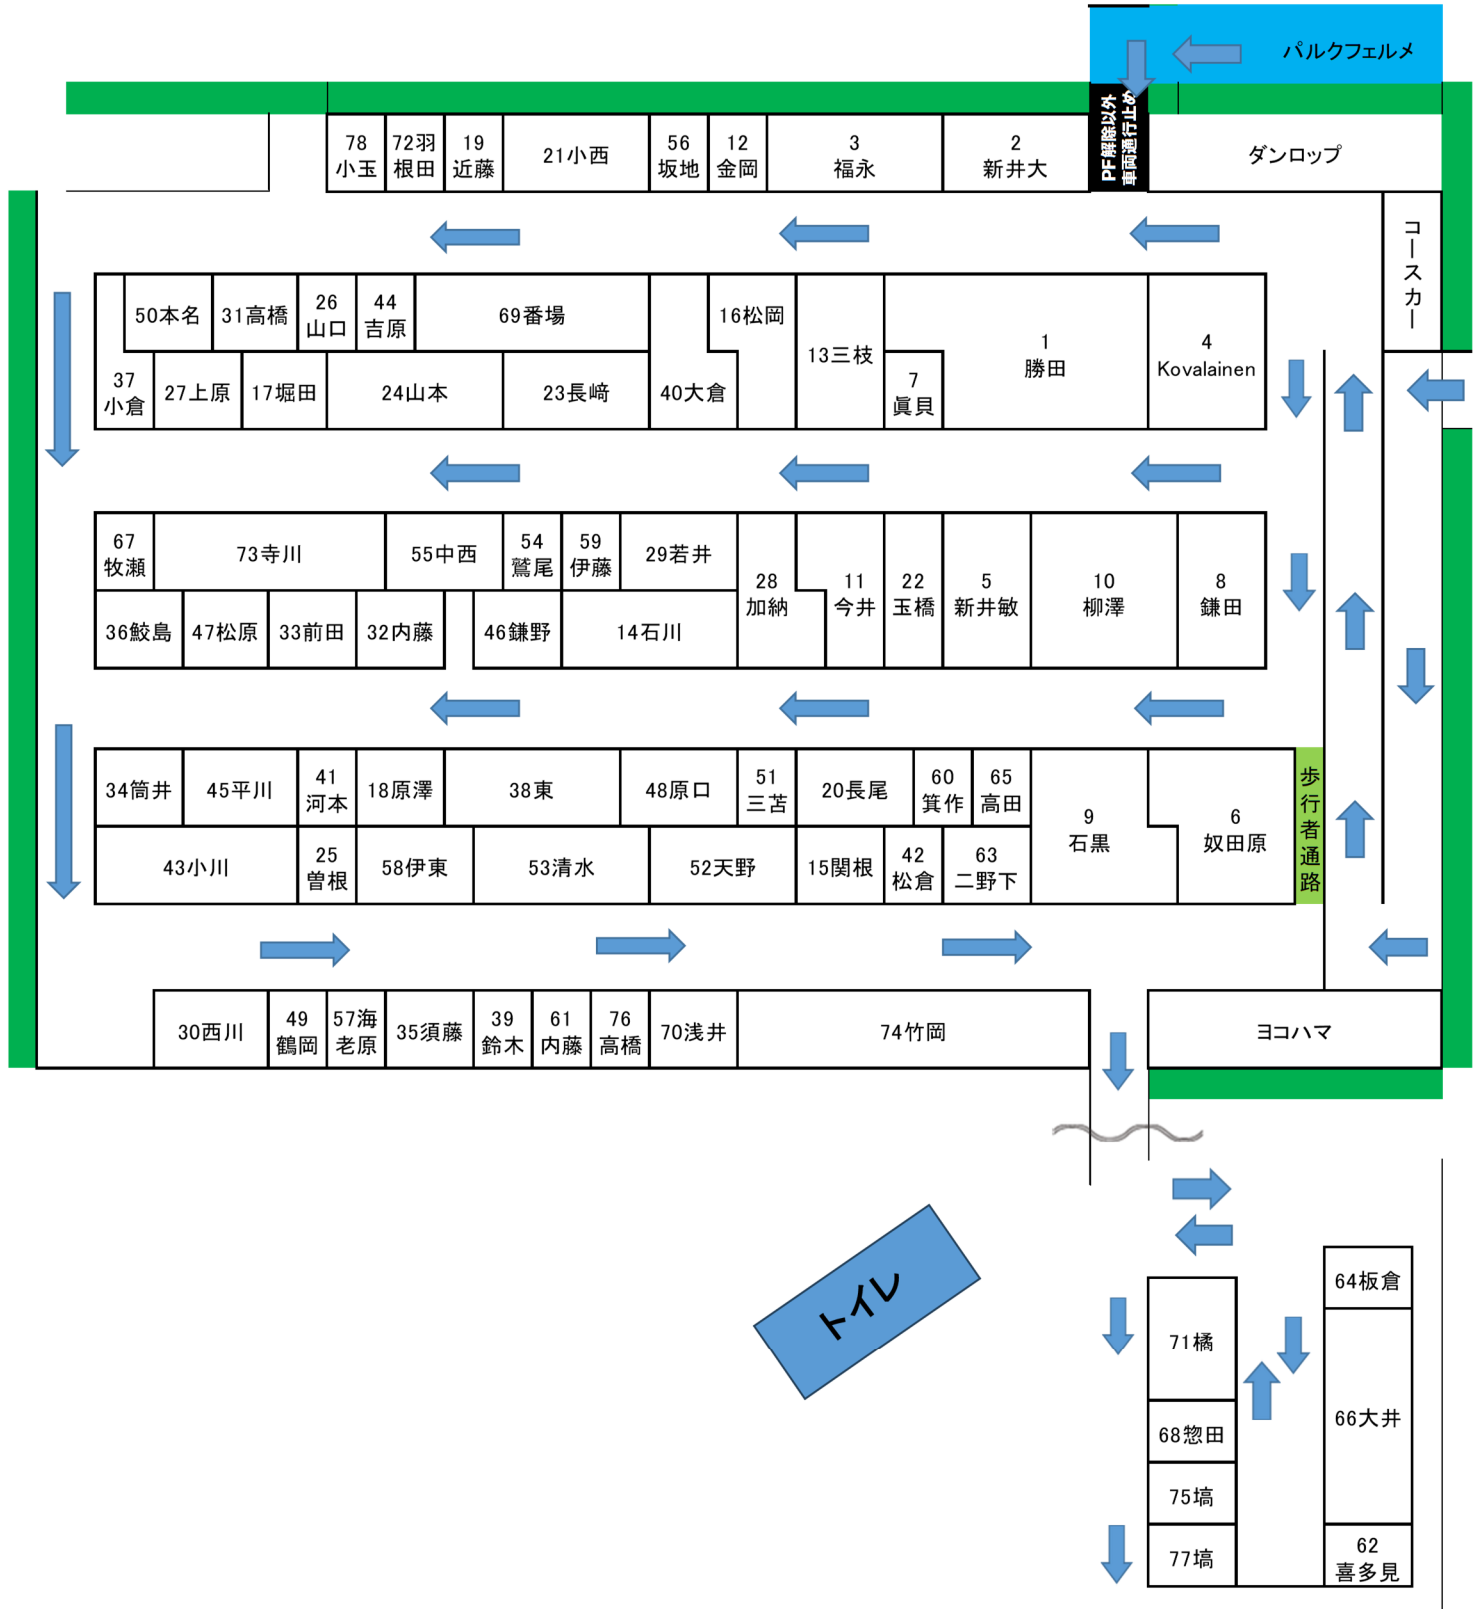 パルクフェルメ
PF解除以外
車両通行止め
78
小玉
72羽
根田
19
近藤
21小西
56
坂地
12
金岡
3
福永
2
新井大
ダンロップ
コースカー
50本名
31高橋
26
山口
44
吉原
69番場
16松岡
13三枝
1
勝田
4
Kovalainen
37
小倉
27上原
17堀田
24山本
23長﨑
40大倉
7
眞貝
67
牧瀬
73寺川
55中西
54
鷲尾
59
伊藤
29若井
28
加納
11
今井
22
玉橋
5
新井敏
10
柳澤
8
鎌田
36鮫島
47松原
33前田
32内藤
46鎌野
14石川
34筒井
45平川
41
河本
18原澤
38東
48原口
51
三苫
20長尾
60
箕作
65
高田
9
石黒
6
奴田原
歩行者通路
43小川
25
曽根
58伊東
53清水
52天野
15関根
42
松倉
63
二野下
30西川
49
鶴岡
57海
老原
35須藤
39
鈴木
61
内藤
76
高橋
70浅井
74竹岡
ヨコハマ
トイレ
64板倉
71橘
66大井
68惣田
75塙
77塙
62
喜多見